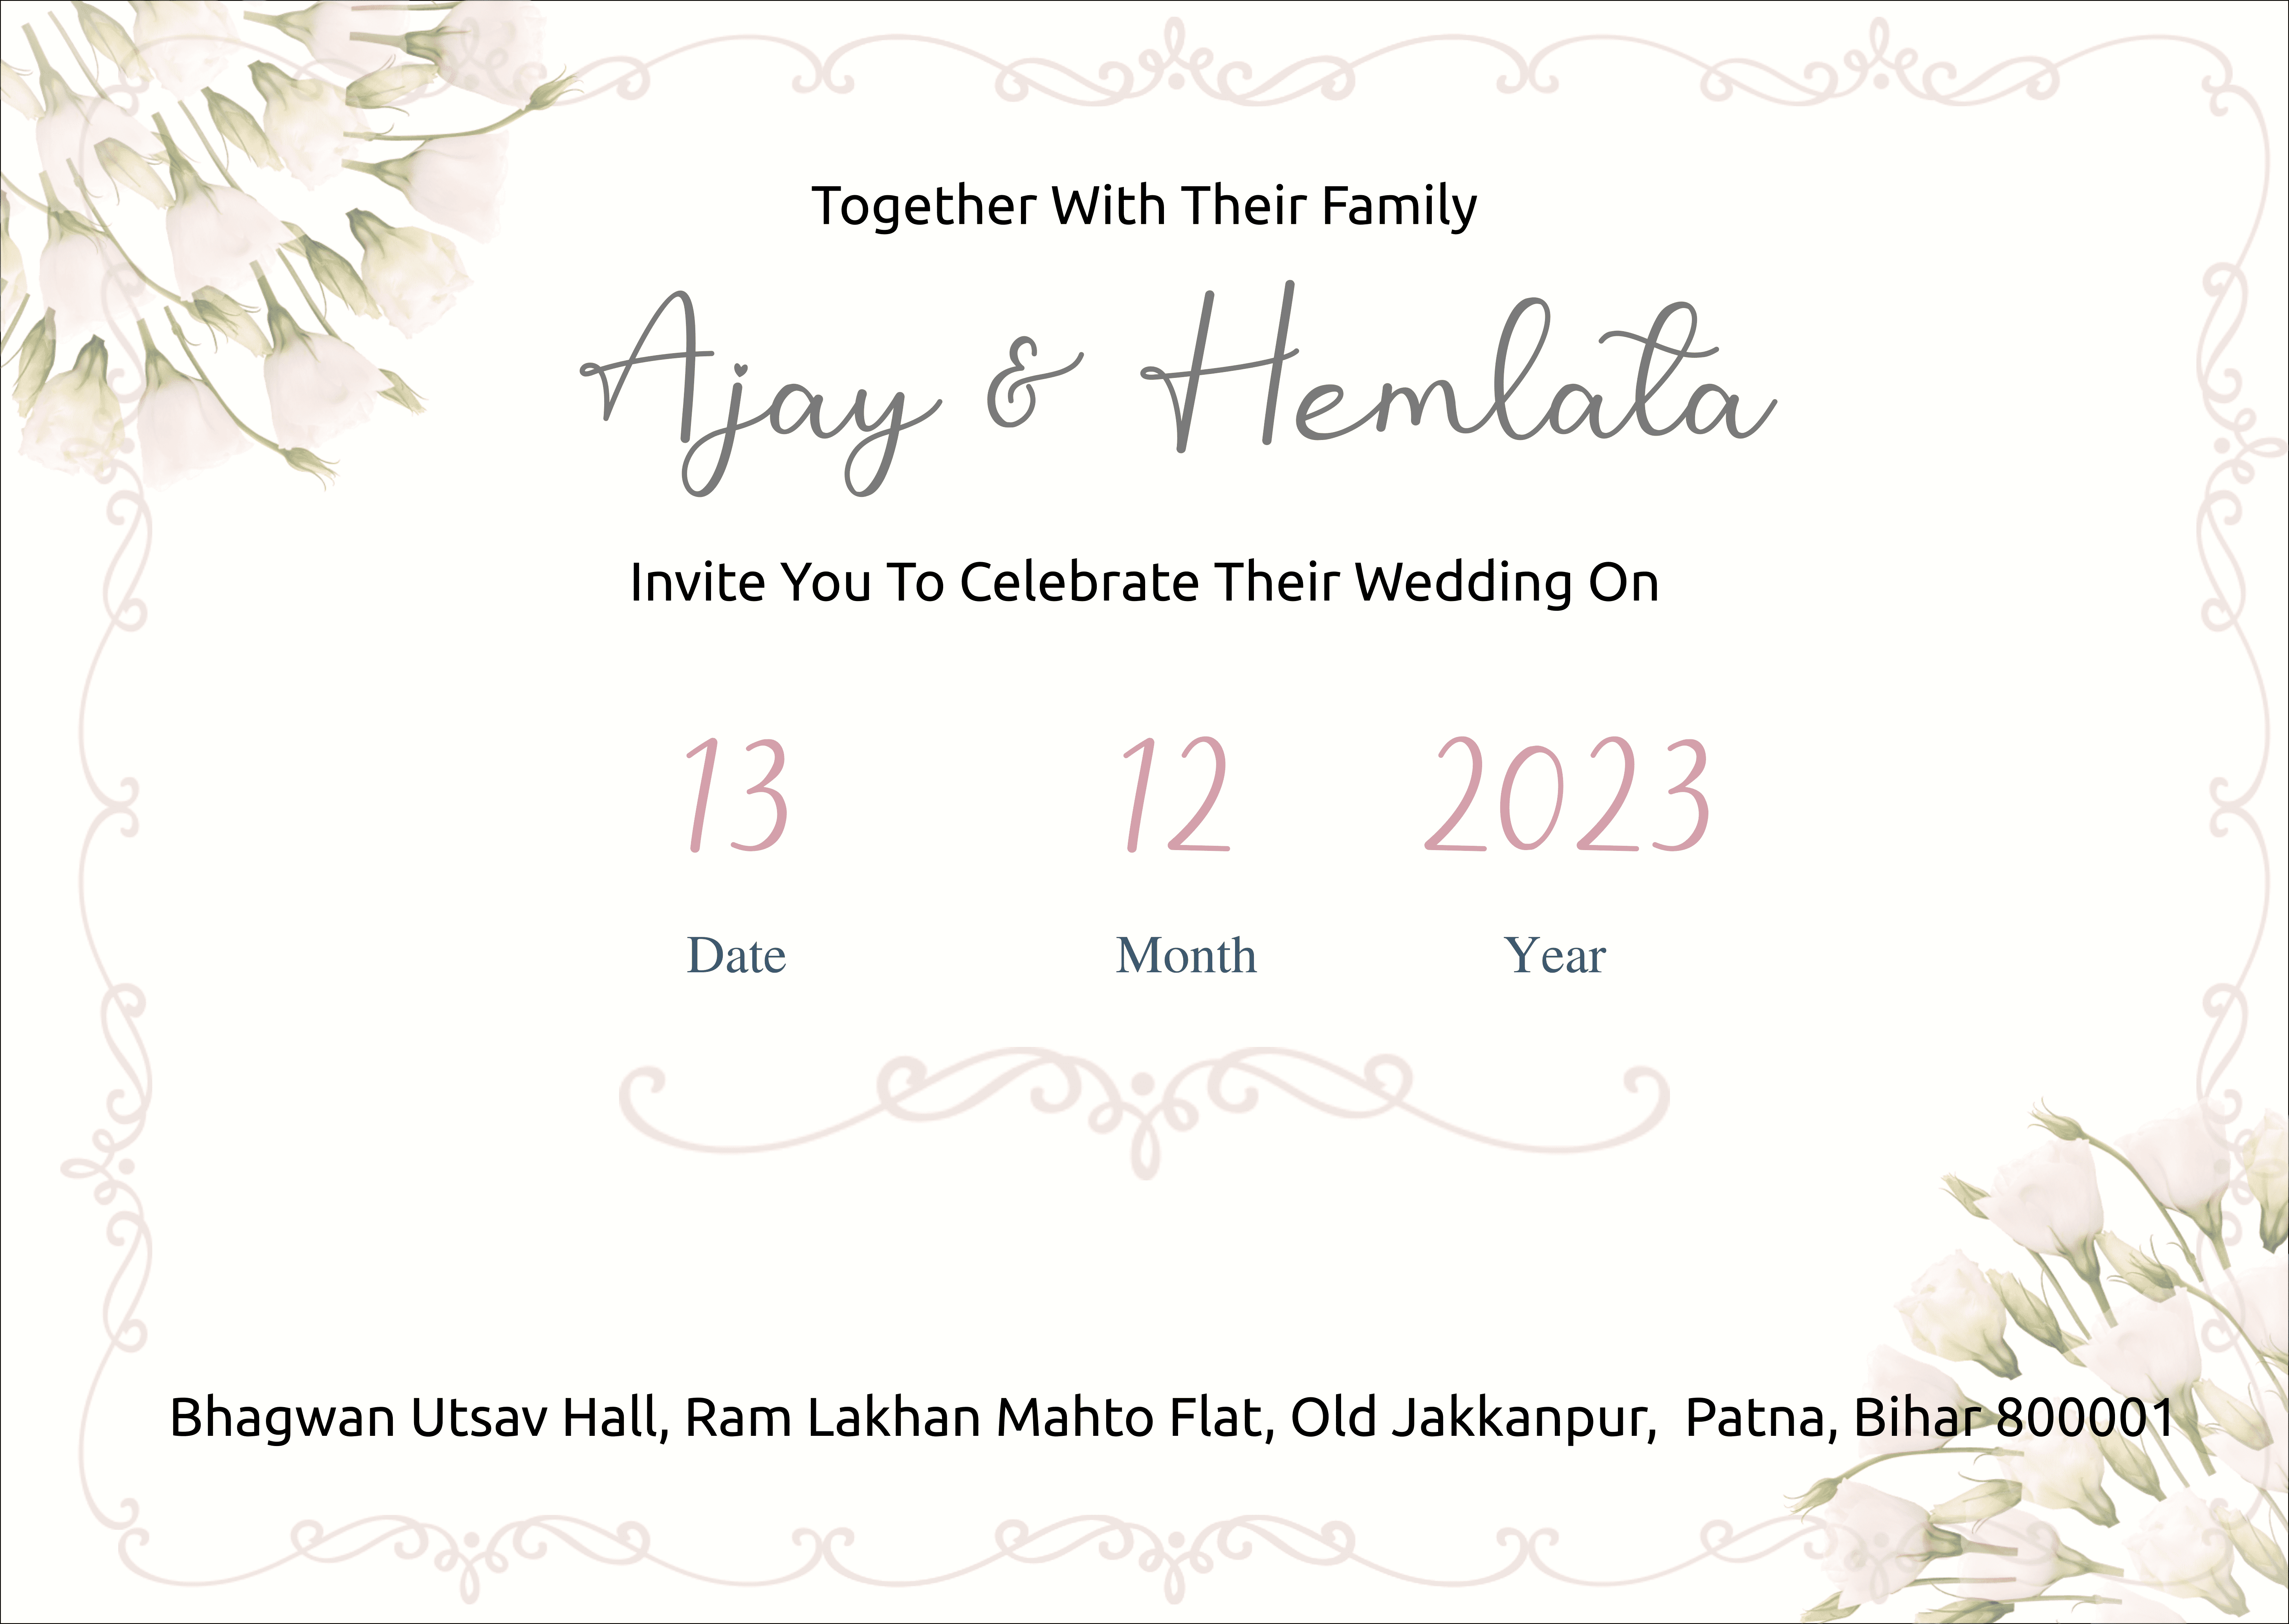 Together With Their Family
Ajay & Hemlata
Invite You To Celebrate Their Wedding On
13 12 2023
Date Month Year
Bhagwan Utsav Hall, Ram Lakhan Mahto Flat, Old Jakkanpur,  Patna, Bihar 800001